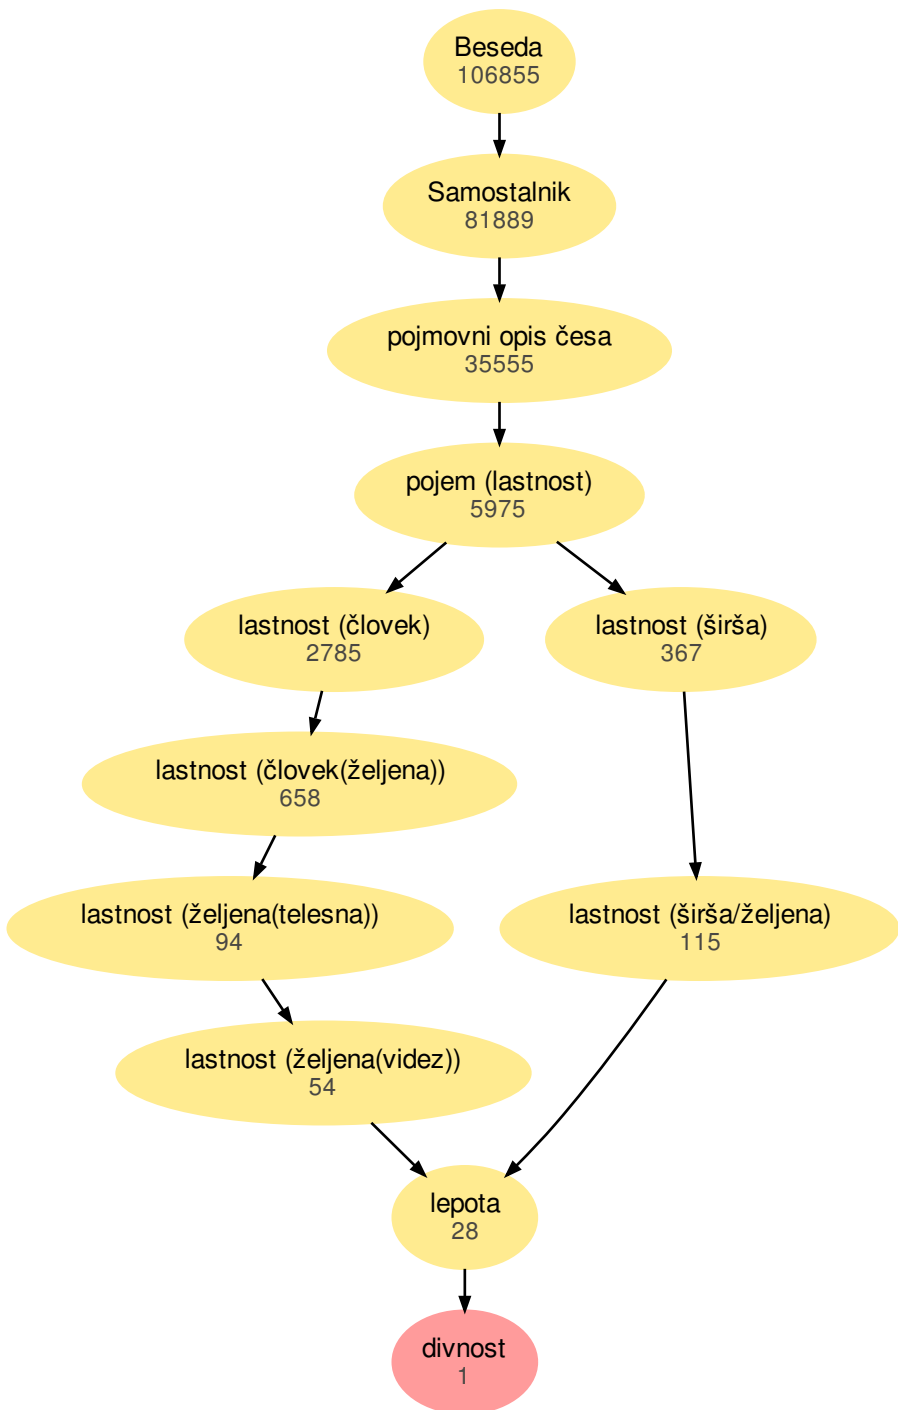 Beseda
106855
Samostalnik
81889
pojmovni opis česa
35555
pojem (lastnost)
5975
lastnost (človek)
2785
lastnost (širša)
367
lastnost (človek(željena))
658
lastnost (željena(telesna))
94
lastnost (širša/željena)
115
lastnost (željena(videz))
54
lepota
28
divnost
1